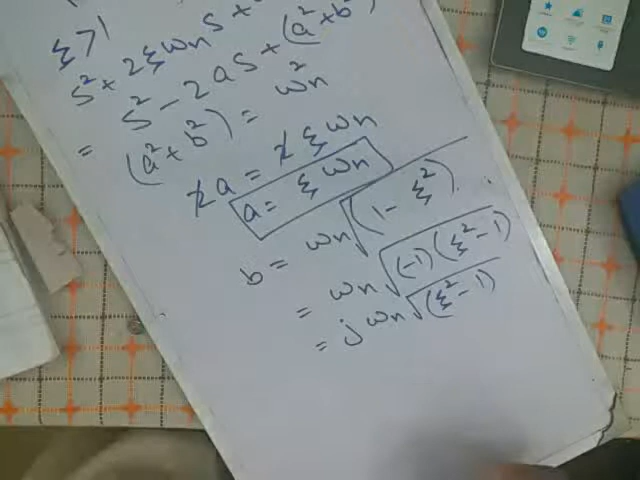 ξ>1
s² + 2ξωn s +
s² - 2as + (a² + b²)
= (a² + b²) = ωn²
2a = 2ξωn
a = ξωn
b = ωn√(1 - ξ²)
= ωn√(-1)(ξ² - 1)
= jωn√(ξ² - 1)